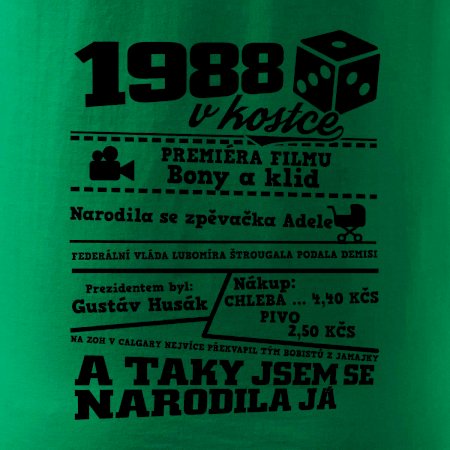 1988
v kostce
PREMIÉRA FILMU
Bony a klid
Narodila se zpěvačka Adele
FEDERÁLNÍ VLÁDA LUBOMÍRA ŠTROUGALA PODALA DEMISI
Prezidentem byl:
Gustáv Husák
Nákup:
CHLEBA ... 4,40 KČS
PIVO
2,50 KČS
NA ZOH V CALGARY NEJVÍCE PŘEKVAPIL TÝM BOBISTŮ Z JAMAJKY
A TAKY JSEM SE
NARODILA JÁ